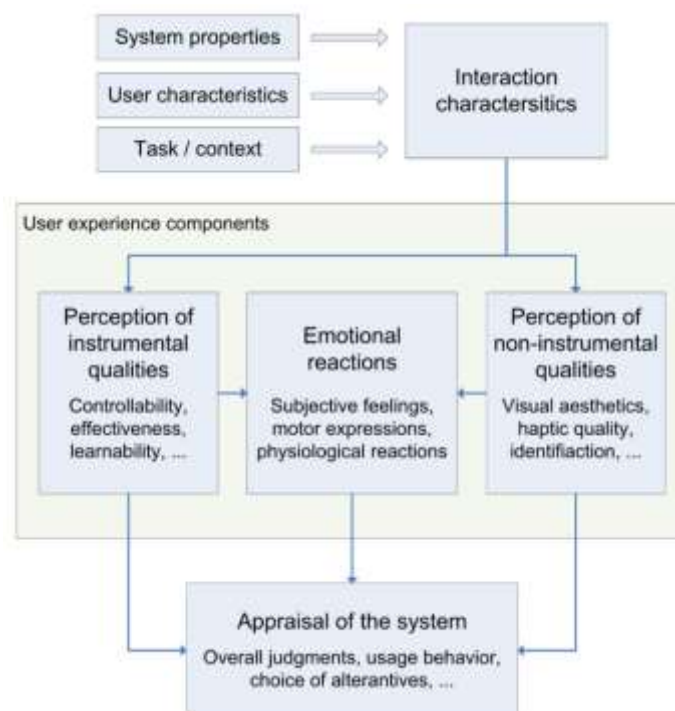 System properties
User characteristics
Task / context
Interaction
charactersitics
User experience components
Perception of
instrumental
qualities
Controllability,
effectiveness,
learnability, ...
Emotional
reactions
Subjective feelings,
motor expressions,
physiological reactions
Perception of
non-instrumental
qualities
Visual aesthetics,
haptic quality,
identifiaction, ...
Appraisal of the system
Overall judgments, usage behavior,
choice of alterantives, ...